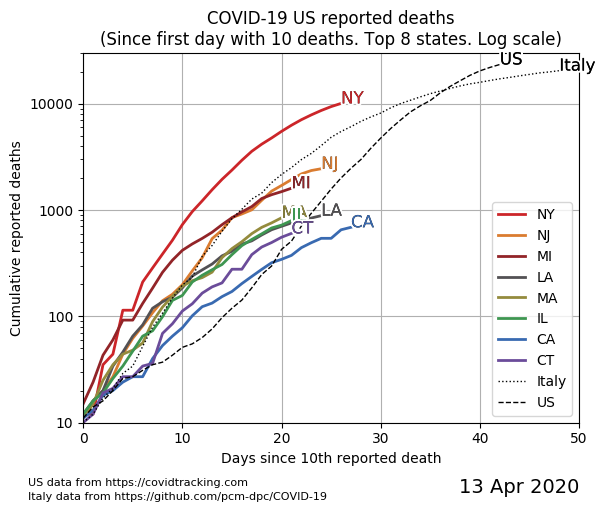 COVID-19 US reported deaths
(Since first day with 10 deaths. Top 8 states. Log scale)
Cumulative reported deaths
10000
1000
100
10
US
Italy
NY
NJ
MI
MA
IL
LA
CT
CA
NY
NJ
MI
LA
MA
IL
CA
CT
Italy
US
0
10
20
30
40
50
Days since 10th reported death
US data from https://covidtracking.com
Italy data from https://github.com/pcm-dpc/COVID-19
13 Apr 2020